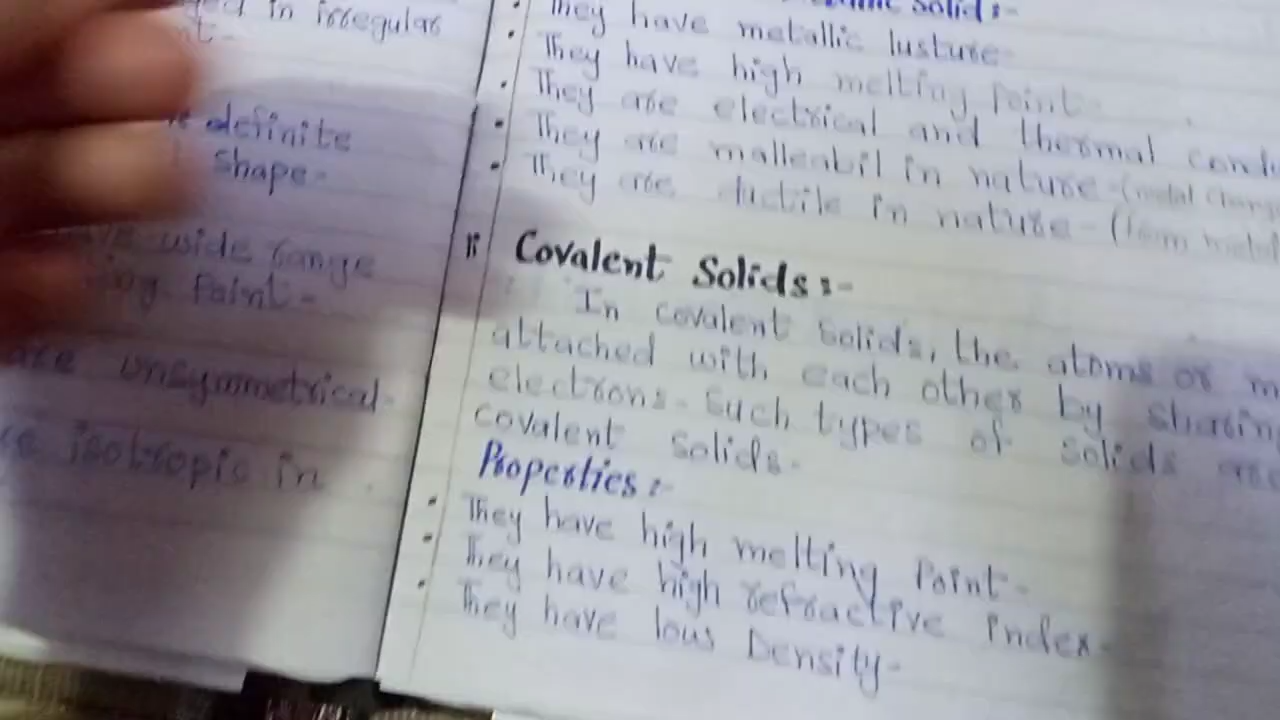 in irregular
definite
shape-
wide range
Point-
unsymmetrical-
isotropic in
Solid:-
They have metallic lusture-
They have high melting Point-
They are electrical and thermal
They are malleabil in nature-(metal
They are ductile in nature-(
ii Covalent Solids:-
In covalent solids, the atoms or
attached with each other by
electrons- Such types of solids are
covalent solids-
Properties:-
They have high melting Point-
They have high refractive index-
They have low Density-